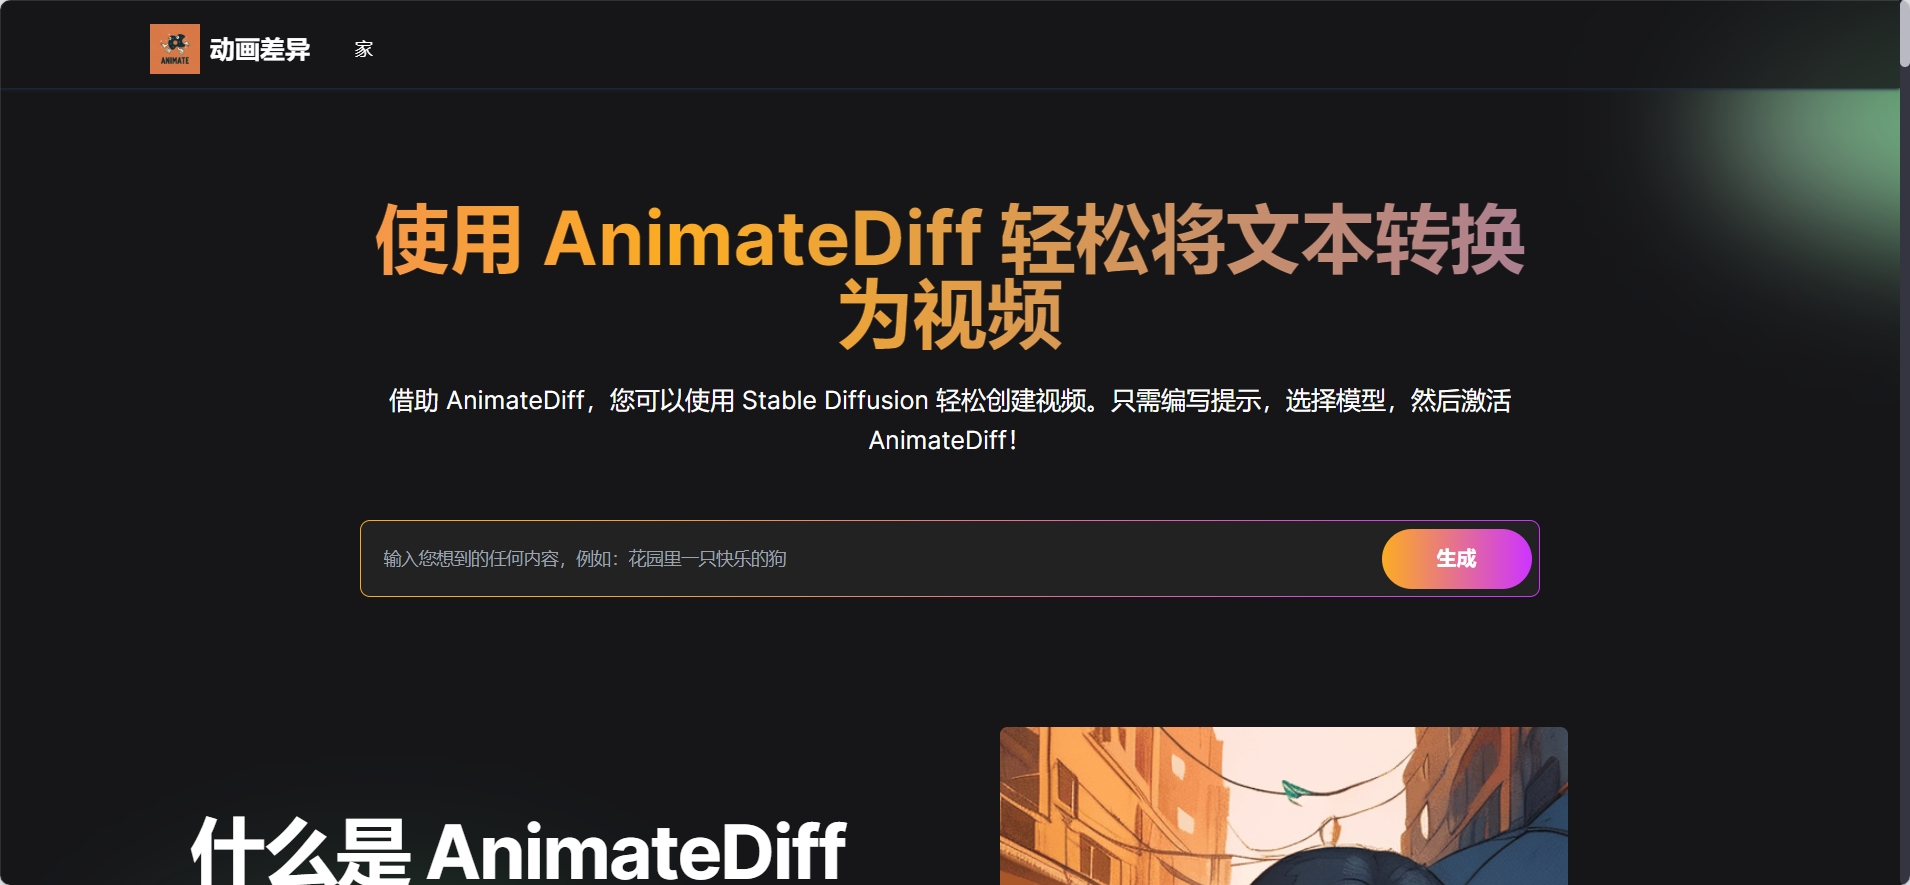 ANIMATE
动画差异
家
使用 AnimateDiff 轻松将文本转换
为视频
借助 AnimateDiff，您可以使用 Stable Diffusion 轻松创建视频。只需编写提示，选择模型，然后激活
AnimateDiff！
输入您想到的任何内容，例如：花园里一只快乐的狗
生成
什么是 AnimateDiff